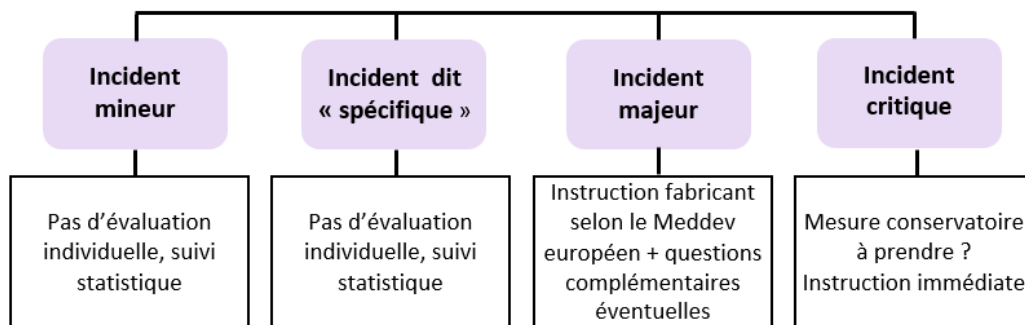 Incident
mineur
Incident dit
« spécifique »
Incident
majeur
Incident
critique
Pas d’évaluation
individuelle, suivi
statistique
Pas d’évaluation
individuelle, suivi
statistique
Instruction fabricant
selon le Meddev
européen + questions
complémentaires
éventuelles
Mesure conservatoire
à prendre ?
Instruction immédiate